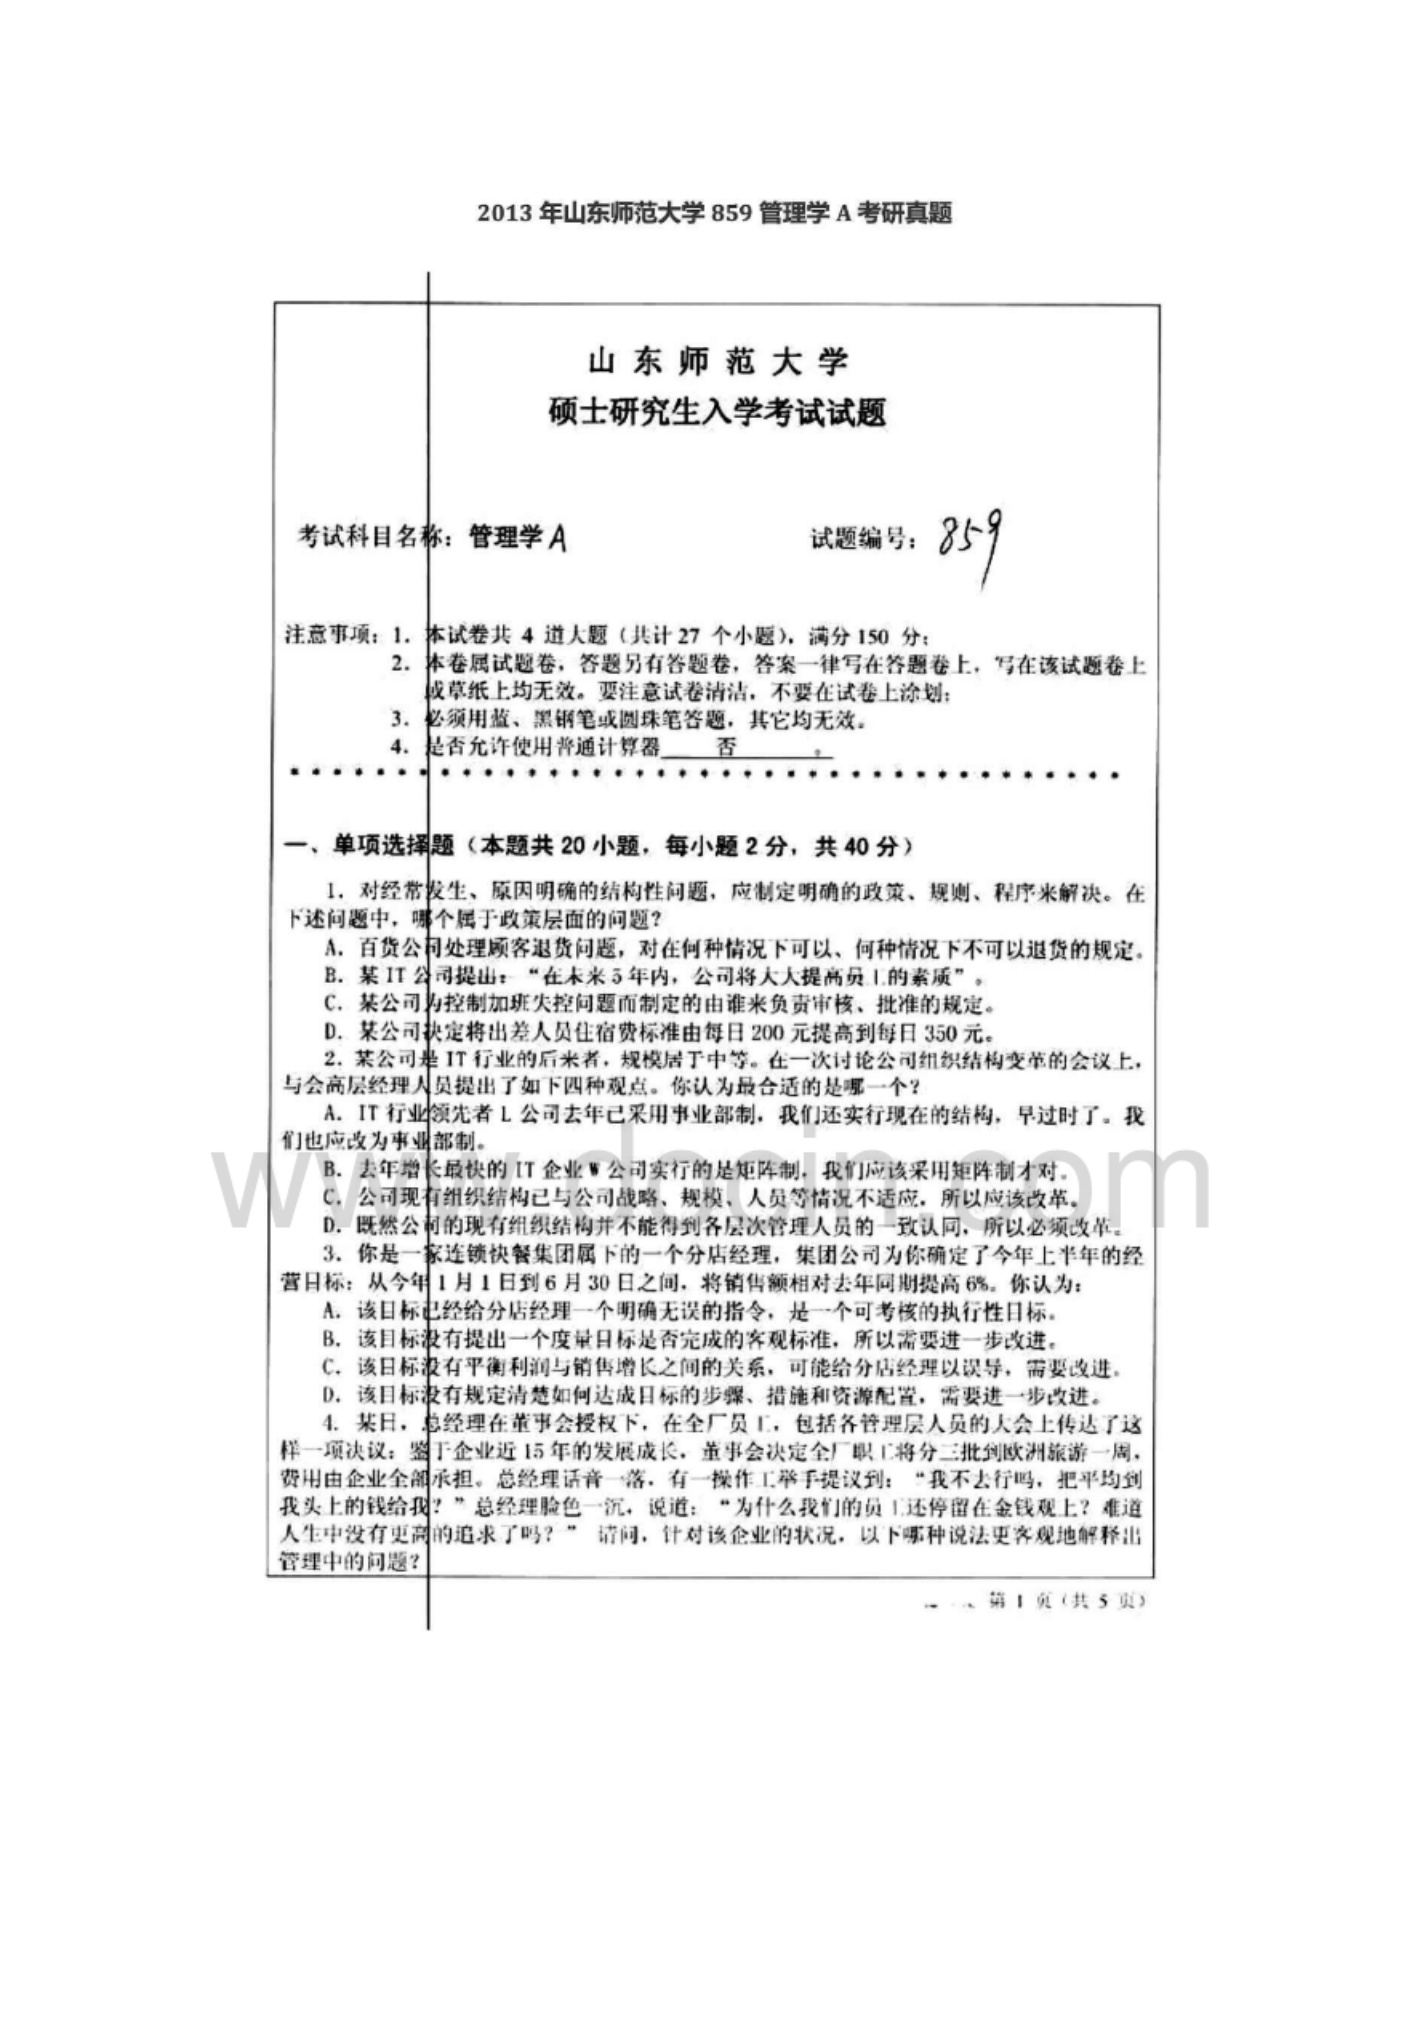 2013 年山东师范大学 859 管理学 A 考研真题
山东师范大学
硕士研究生入学考试试题
考试科目名称：管理学 A 试题编号：859
注意事项：1．本试卷共 4 道大题（共计 27 个小题），满分 150 分；
2．本卷属试题卷，答题另有答题卷，答案一律写在答题卷上，写在该试题卷上
或草纸上均无效。要注意试卷清洁，不要在试卷上涂划；
3．必须用蓝、黑钢笔或圆珠笔答题，其它均无效。
4．是否允许使用普通计算器 否 。
* * * * * * * * * * * * * * * * * * * * * * * * * * * * * * * * * * * * * * *
一、单项选择题（本题共 20 小题，每小题 2 分，共 40 分）
1．对经常发生、原因明确的结构性问题，应制定明确的政策、规则、程序来解决。在
下述问题中，哪个属于政策层面的问题？
A．百货公司处理顾客退货问题，对在何种情况下可以、何种情况下不可以退货的规定。
B．某 IT 公司提出：“在未来 5 年内，公司将大大提高员工的素质”。
C．某公司为控制加班失控问题而制定的由谁来负责审核、批准的规定。
D．某公司决定将出差人员住宿费标准由每日 200 元提高到每日 350 元。
2．某公司是 IT 行业的后来者，规模居于中等。在一次讨论公司组织结构变革的会议上，
与会高层经理人员提出了如下四种观点。你认为最合适的是哪一个？
A．IT 行业领先者 L 公司去年已采用事业部制，我们还实行现在的结构，早过时了。我
们也应改为事业部制。
B．去年增长最快的 IT 企业 W 公司实行的是矩阵制，我们应该采用矩阵制才对。
C．公司现有组织结构已与公司战略、规模、人员等情况不适应，所以应该改革。
D．既然公司的现有组织结构并不能得到各层次管理人员的一致认同，所以必须改革。
www.docin.com
3．你是一家连锁快餐集团属下的一个分店经理，集团公司为你确定了今年上半年的经
营目标：从今年 1 月 1 日到 6 月 30 日之间，将销售额相对去年同期提高 6%。你认为：
A．该目标已经给分店经理一个明确无误的指令，是一个可考核的执行性目标。
B．该目标没有提出一个度量目标是否完成的客观标准，所以需要进一步改进。
C．该目标没有平衡利润与销售增长之间的关系，可能给分店经理以误导，需要改进。
D．该目标没有规定清楚如何达成目标的步骤、措施和资源配置，需要进一步改进。
4．某日，总经理在董事会授权下，在全厂员工，包括各管理层人员的大会上传达了这
样一项决议：鉴于企业近 15 年的发展成长，董事会决定全厂职工将分三批到欧洲旅游一周，
费用由企业全部承担。总经理话音一落，有一操作工举手提议到：“我不去行吗，把平均到
我头上的钱给我？”总经理脸色一沉，说道：“为什么我们的员工还停留在金钱观上？难道
人生中没有更高的追求了吗？” 请问，针对该企业的状况，以下哪种说法更客观地解释出
管理中的问题？
第 1 页（共 5 页）